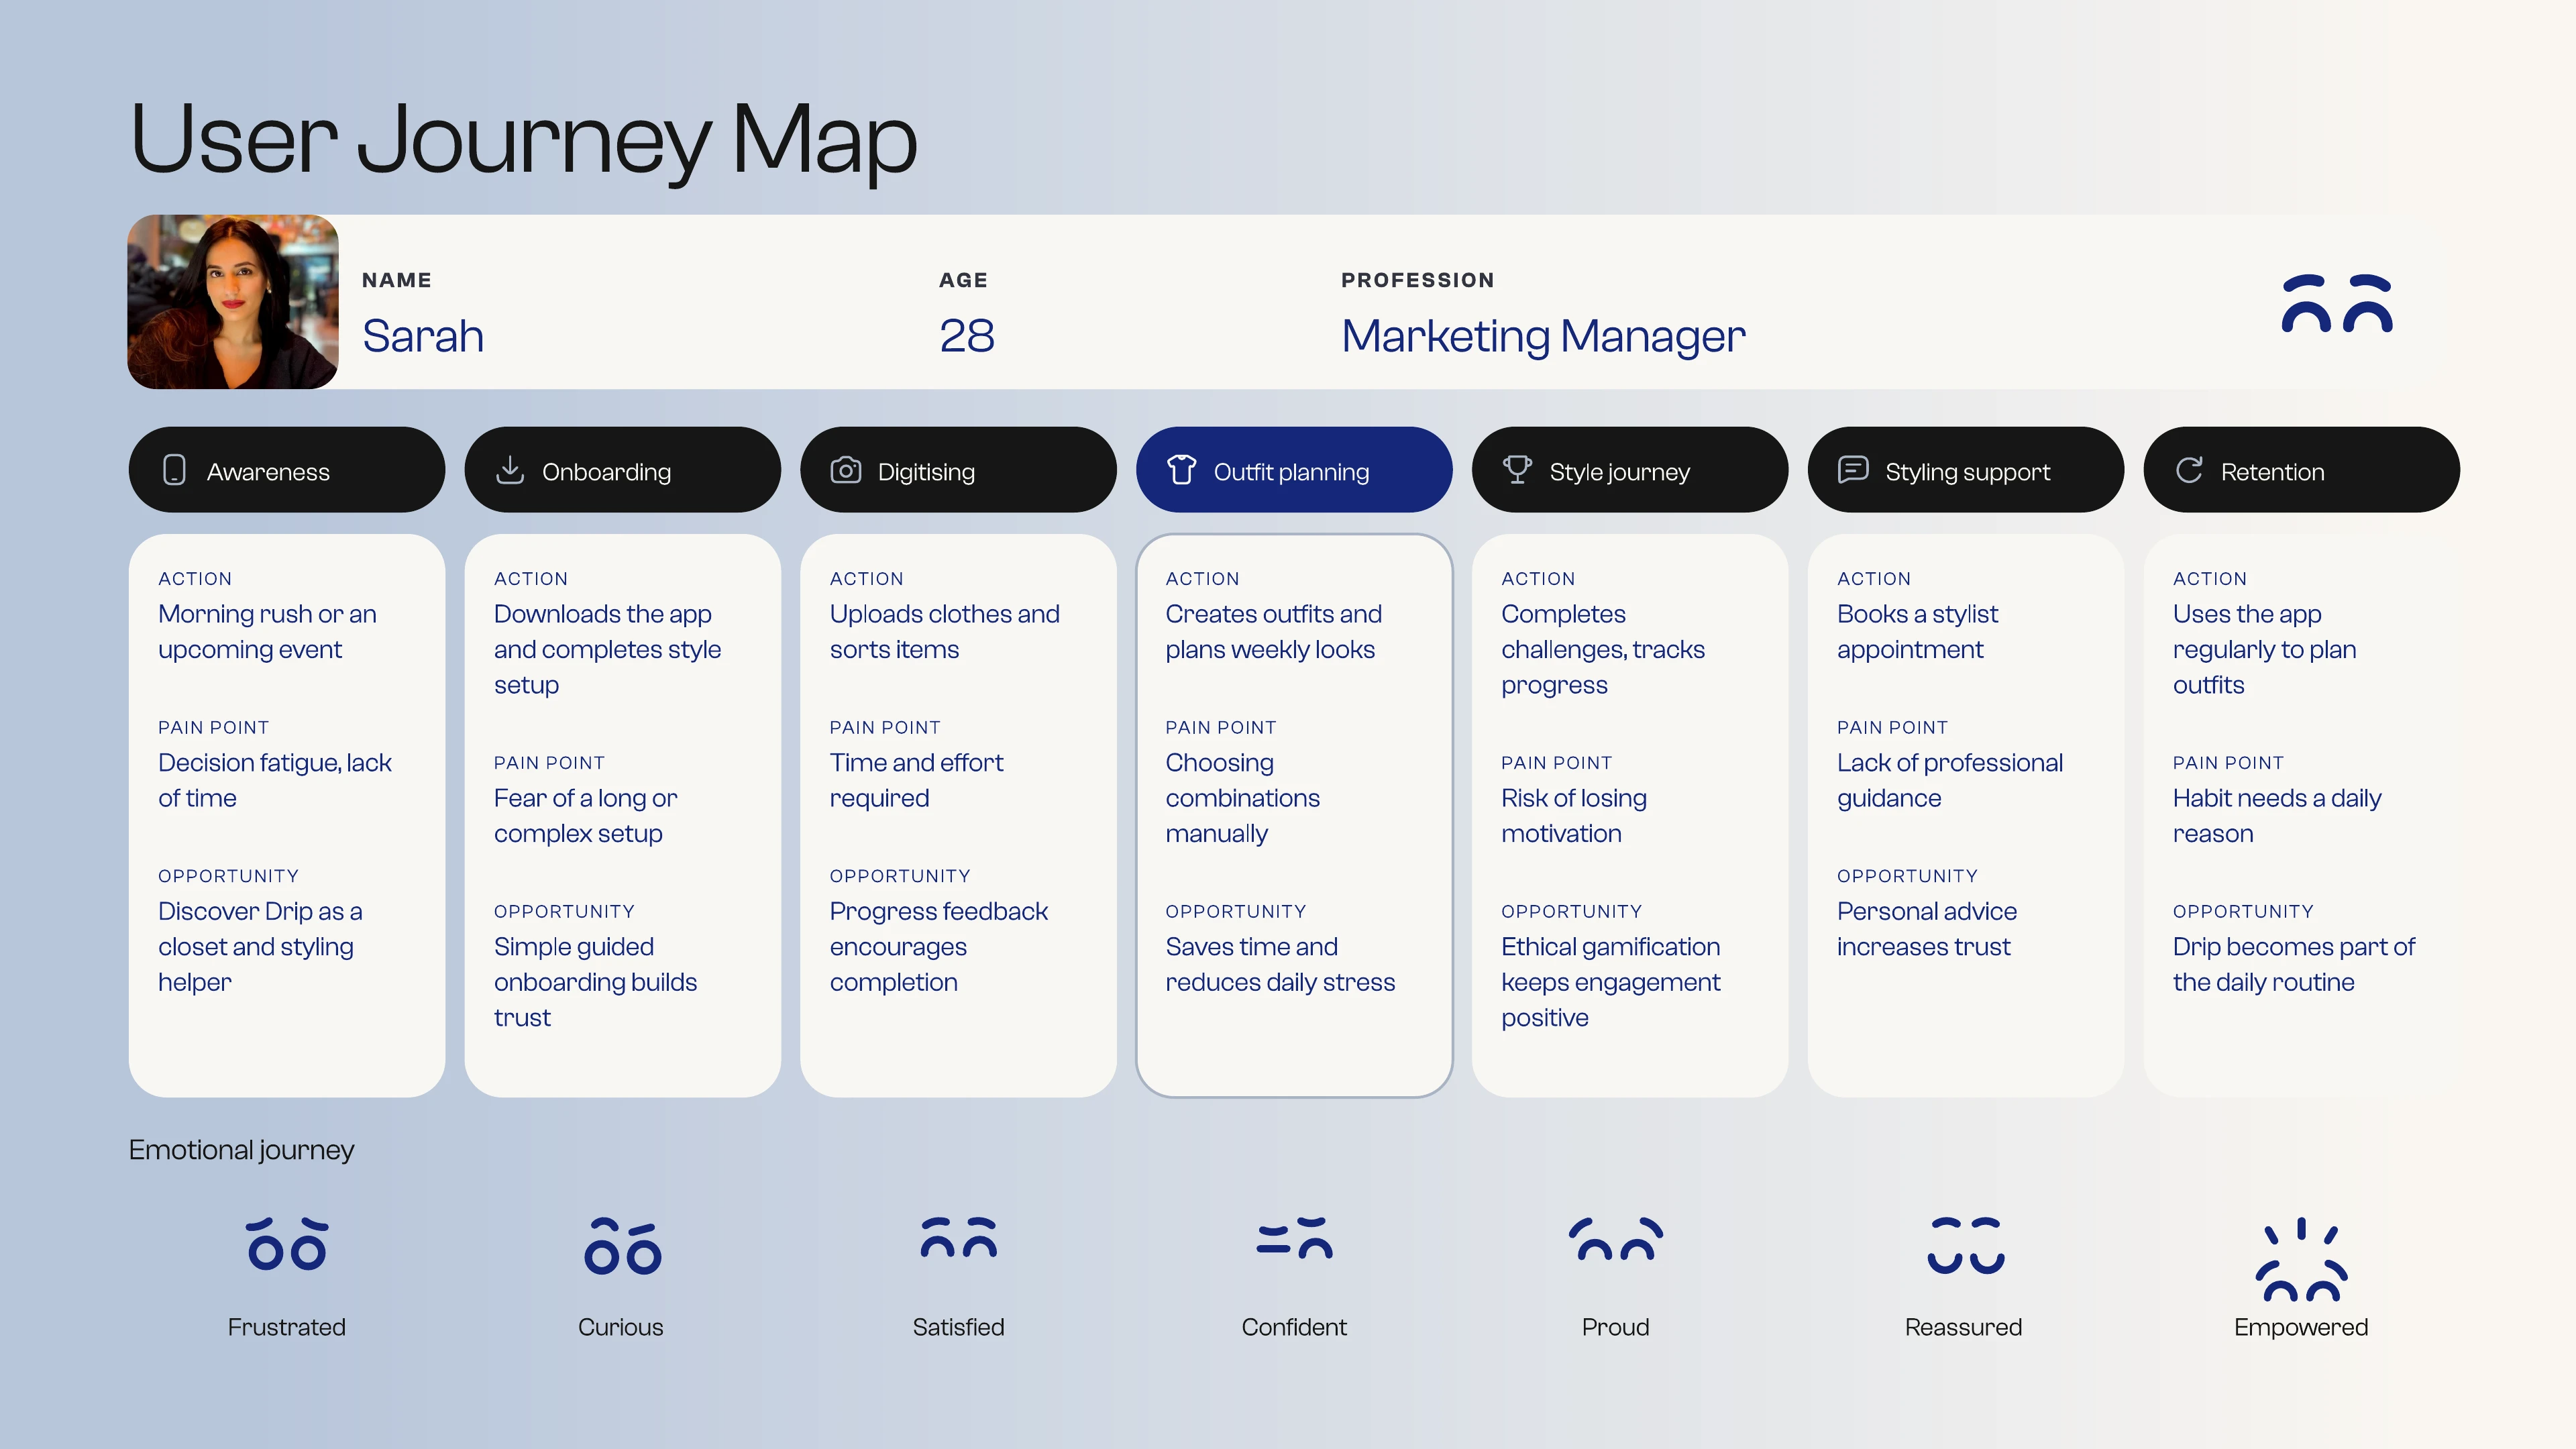 User Journey Map
NAME
Sarah
AGE
28
PROFESSION
Marketing Manager
Awareness
ACTION
Morning rush or an
upcoming event
PAIN POINT
Decision fatigue, lack
of time
OPPORTUNITY
Discover Drip as a
closet and styling
helper
Onboarding
ACTION
Downloads the app
and completes style
setup
PAIN POINT
Fear of a long or
complex setup
OPPORTUNITY
Simple guided
onboarding builds
trust
Digitising
ACTION
Uploads clothes and
sorts items
PAIN POINT
Time and effort
required
OPPORTUNITY
Progress feedback
encourages
completion
Outfit planning
ACTION
Creates outfits and
plans weekly looks
PAIN POINT
Choosing
combinations
manually
OPPORTUNITY
Saves time and
reduces daily stress
Style journey
ACTION
Completes
challenges, tracks
progress
PAIN POINT
Risk of losing
motivation
OPPORTUNITY
Ethical gamification
keeps engagement
positive
Styling support
ACTION
Books a stylist
appointment
PAIN POINT
Lack of professional
guidance
OPPORTUNITY
Personal advice
increases trust
Retention
ACTION
Uses the app
regularly to plan
outfits
PAIN POINT
Habit needs a daily
reason
OPPORTUNITY
Drip becomes part of
the daily routine
Emotional journey
Frustrated
Curious
Satisfied
Confident
Proud
Reassured
Empowered